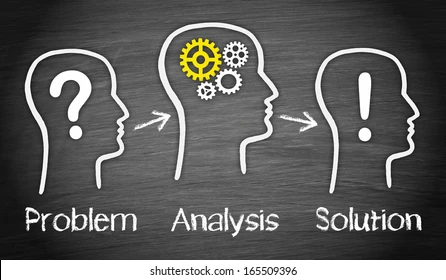 ? !
Problem Analysis Solution
shutterstock.com · 165509396